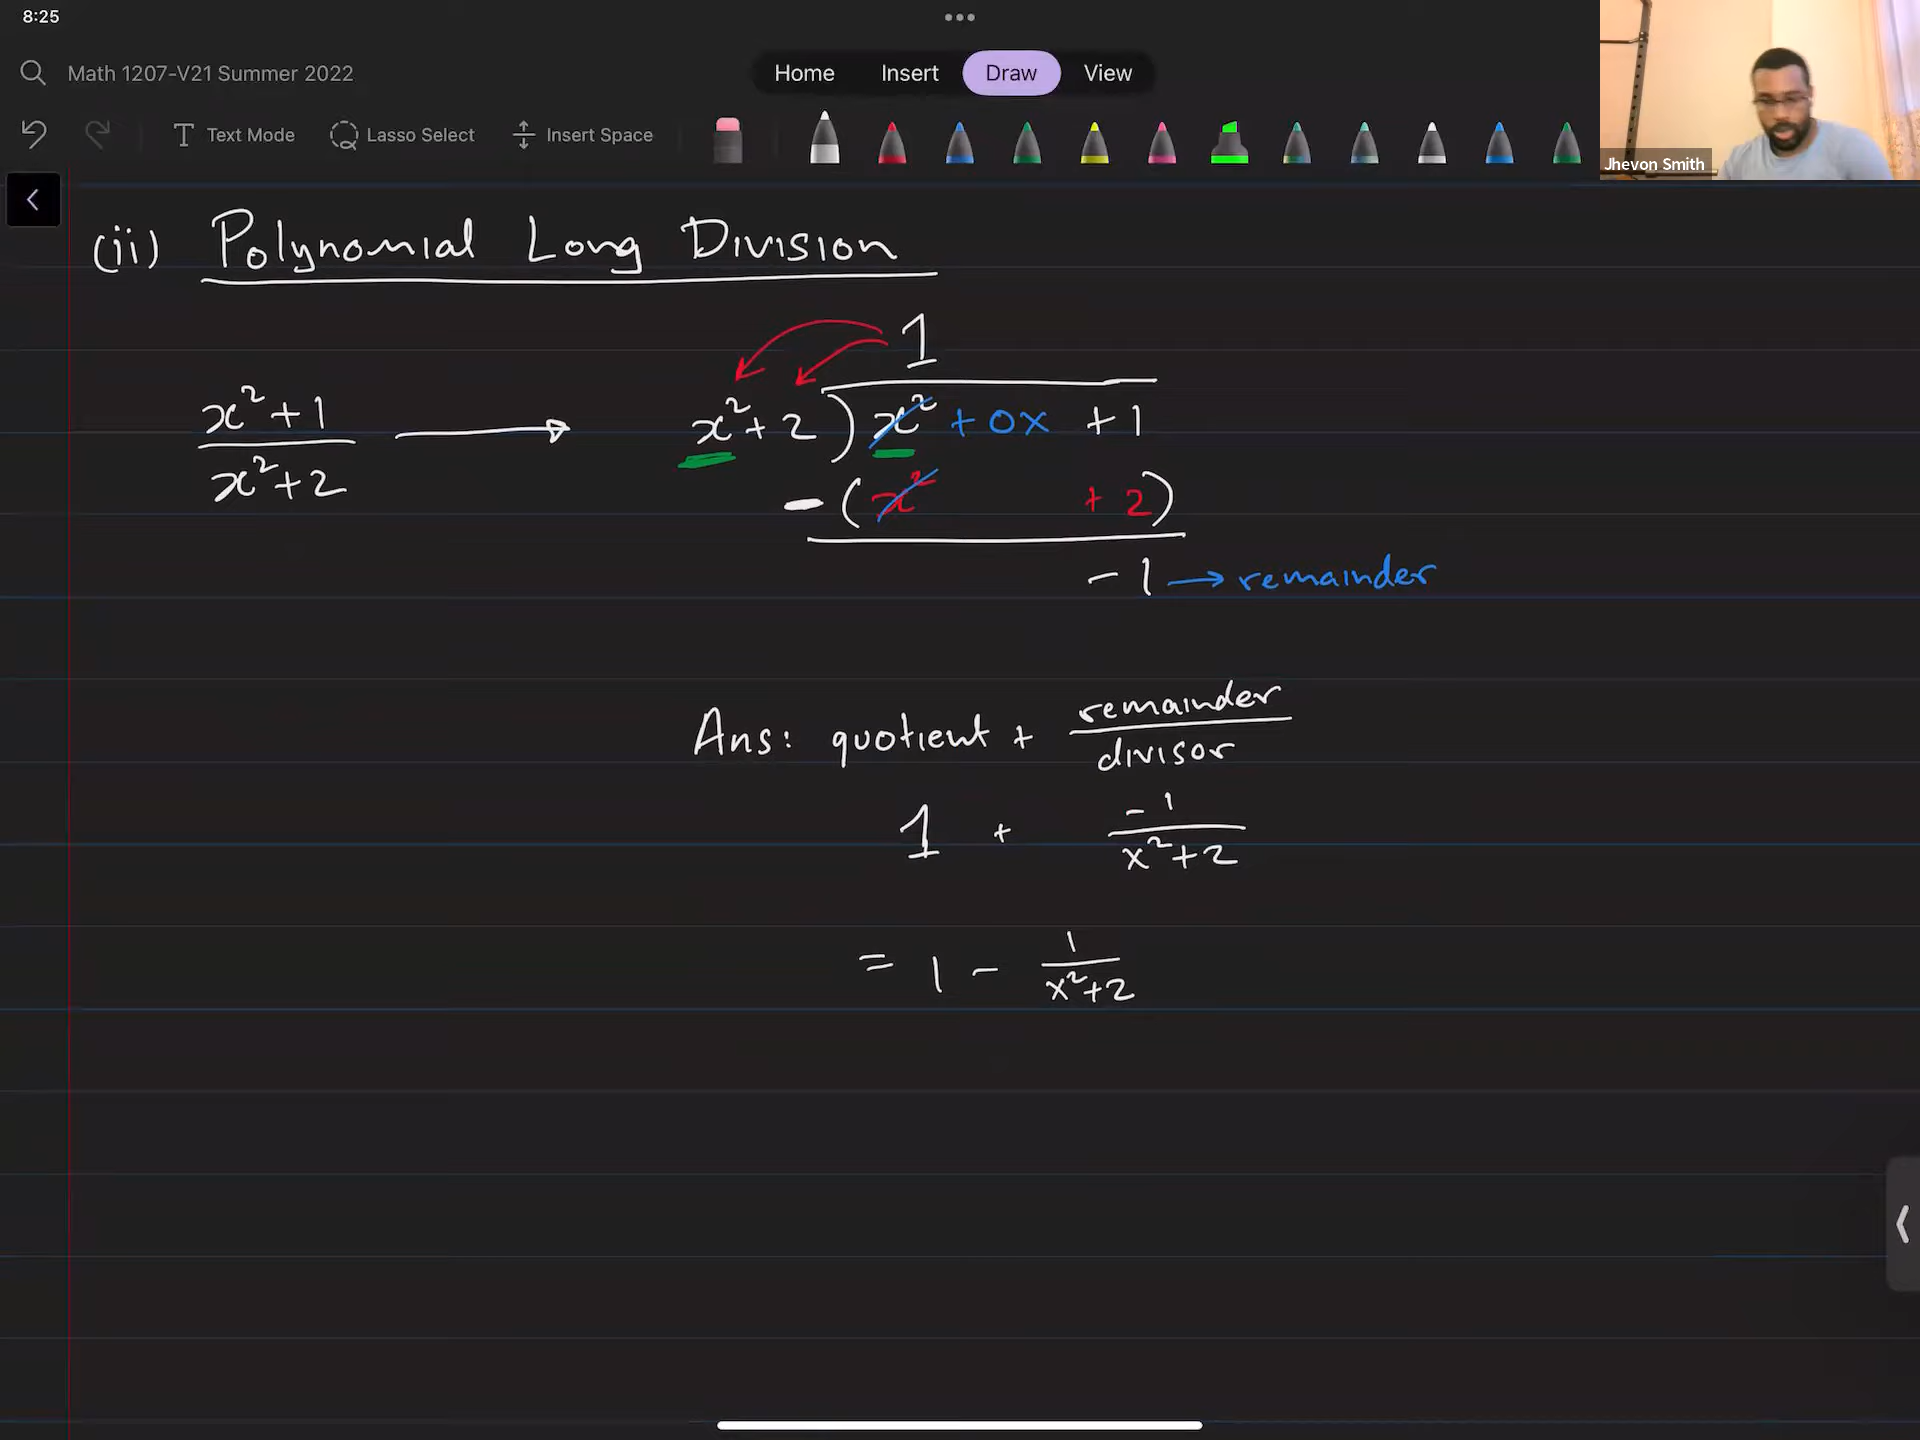 8:25
Math 1207-V21 Summer 2022
Home Insert Draw View
Text Mode Lasso Select Insert Space
Jhevon Smith
(ii) Polynomial Long Division
1
x² + 1 / x² + 2 → x² + 2 ) x² + 0x + 1
- ( x² + 2 )
- 1 → remainder
Ans: quotient + remainder / divisor
1 + -1 / x² + 2
= 1 - 1 / x² + 2